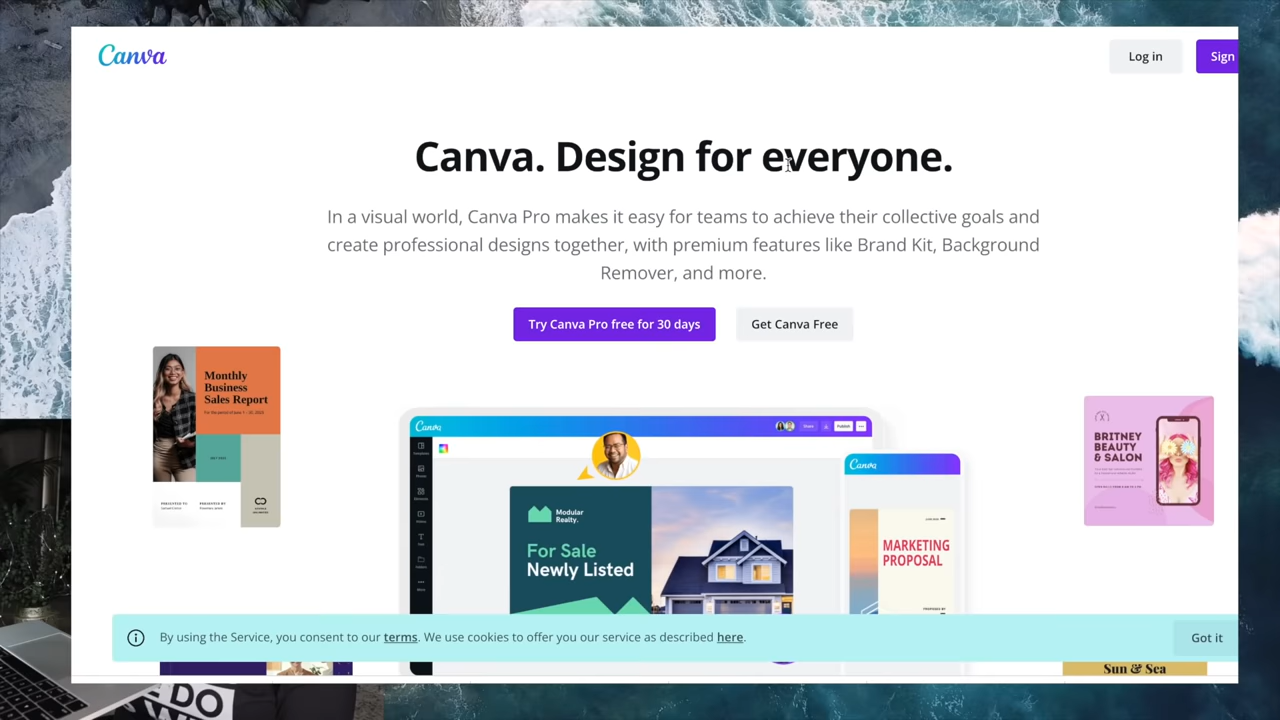 Canva
Log in
Sign
Canva. Design for everyone.
In a visual world, Canva Pro makes it easy for teams to achieve their collective goals and
create professional designs together, with premium features like Brand Kit, Background
Remover, and more.
Try Canva Pro free for 30 days
Get Canva Free
Monthly
Business
Sales Report
Canva
Share
Publish
Modular
Realty.
For Sale
Newly Listed
Canva
MARKETING
PROPOSAL
BRITNEY
BEAUTY
& SALON
By using the Service, you consent to our terms. We use cookies to offer you our service as described here.
Got it
Sun & Sea
DO